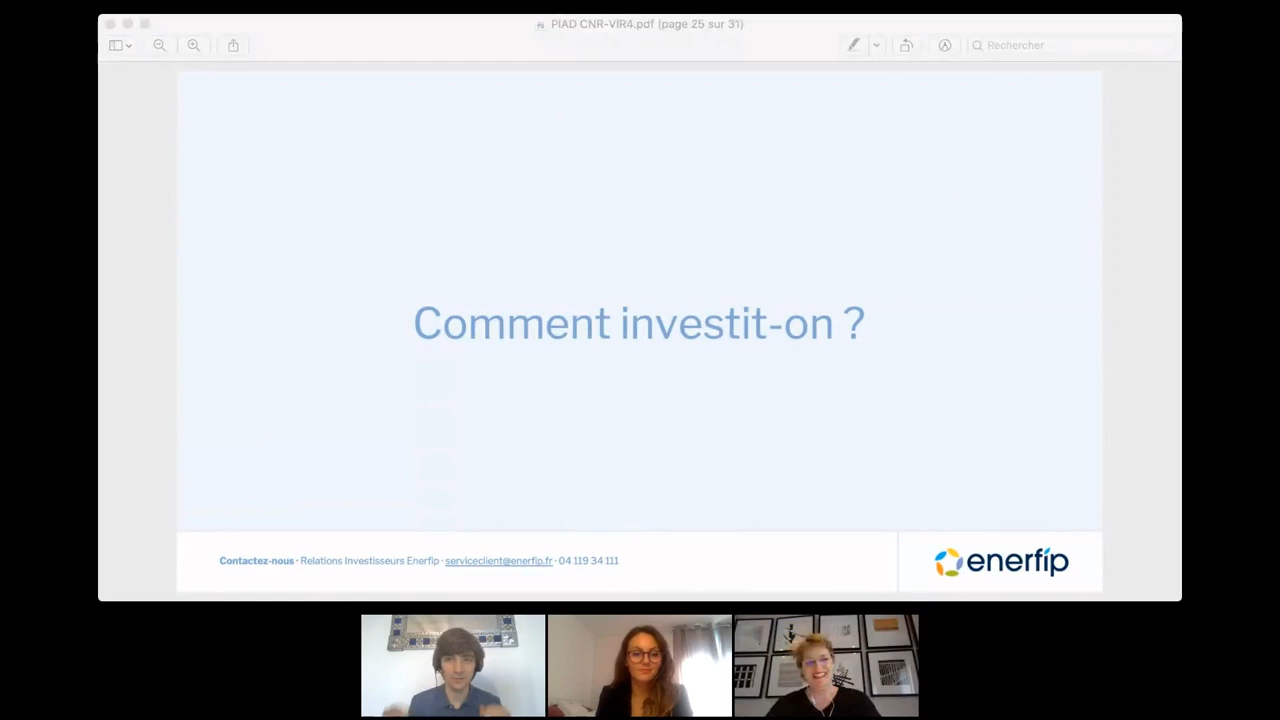 PIAD CNR-VIR4.pdf (page 25 sur 31)
Rechercher
Comment investit-on ?
Contactez-nous · Relations Investisseurs Enerfip · serviceclient@enerfip.fr · 04 119 34 111
enerfip